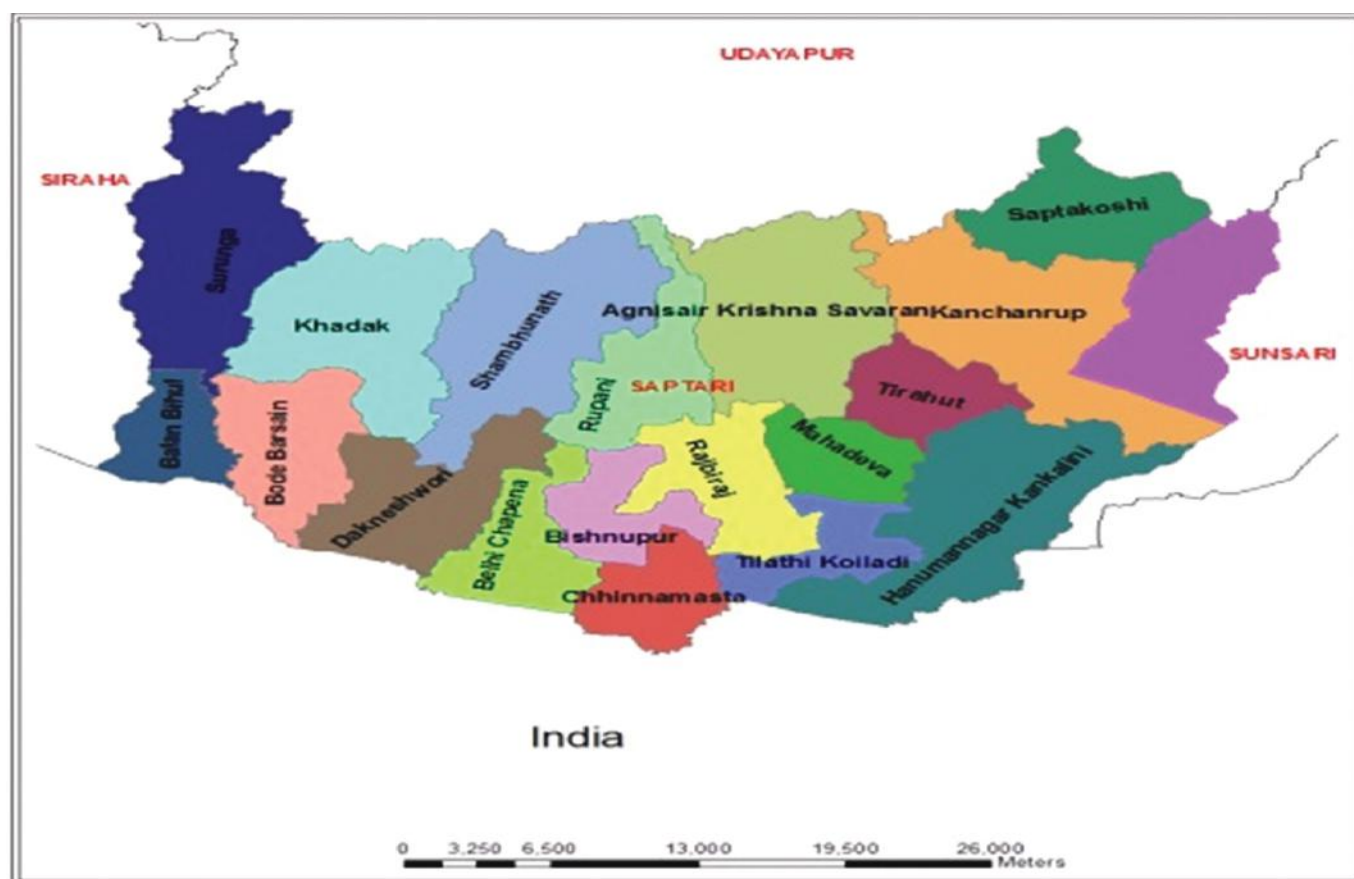 UDAYAPUR
SIRAHA
Saptakoshi
Surunga
Khadak
Shambhunath
Agnisair Krishna Savaran
Kanchanrup
SUNSARI
SAPTARI
Rupani
Tirahut
Balan Bihul
Bode Barsain
Dakneshwori
Belhi Chapena
Bishnupur
Rajbiraj
Mahadeva
Tilathi Koiladi
Hanumannagar Kankalini
Chhinnamasta
India
0 3,250 6,500 13,000 19,500 26,000
Meters